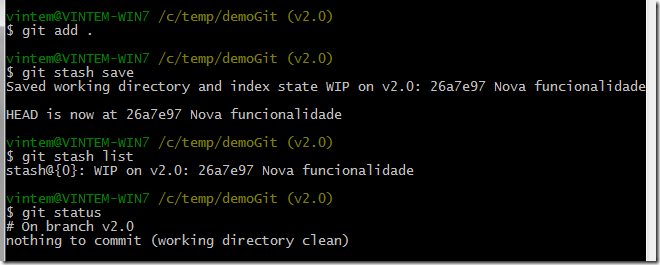 vintem@VINTEM-WIN7 /c/temp/demoGit (v2.0)
$ git add .
vintem@VINTEM-WIN7 /c/temp/demoGit (v2.0)
$ git stash save
Saved working directory and index state WIP on v2.0: 26a7e97 Nova funcionalidade
HEAD is now at 26a7e97 Nova funcionalidade
vintem@VINTEM-WIN7 /c/temp/demoGit (v2.0)
$ git stash list
stash@{0}: WIP on v2.0: 26a7e97 Nova funcionalidade
vintem@VINTEM-WIN7 /c/temp/demoGit (v2.0)
$ git status
# On branch v2.0
nothing to commit (working directory clean)